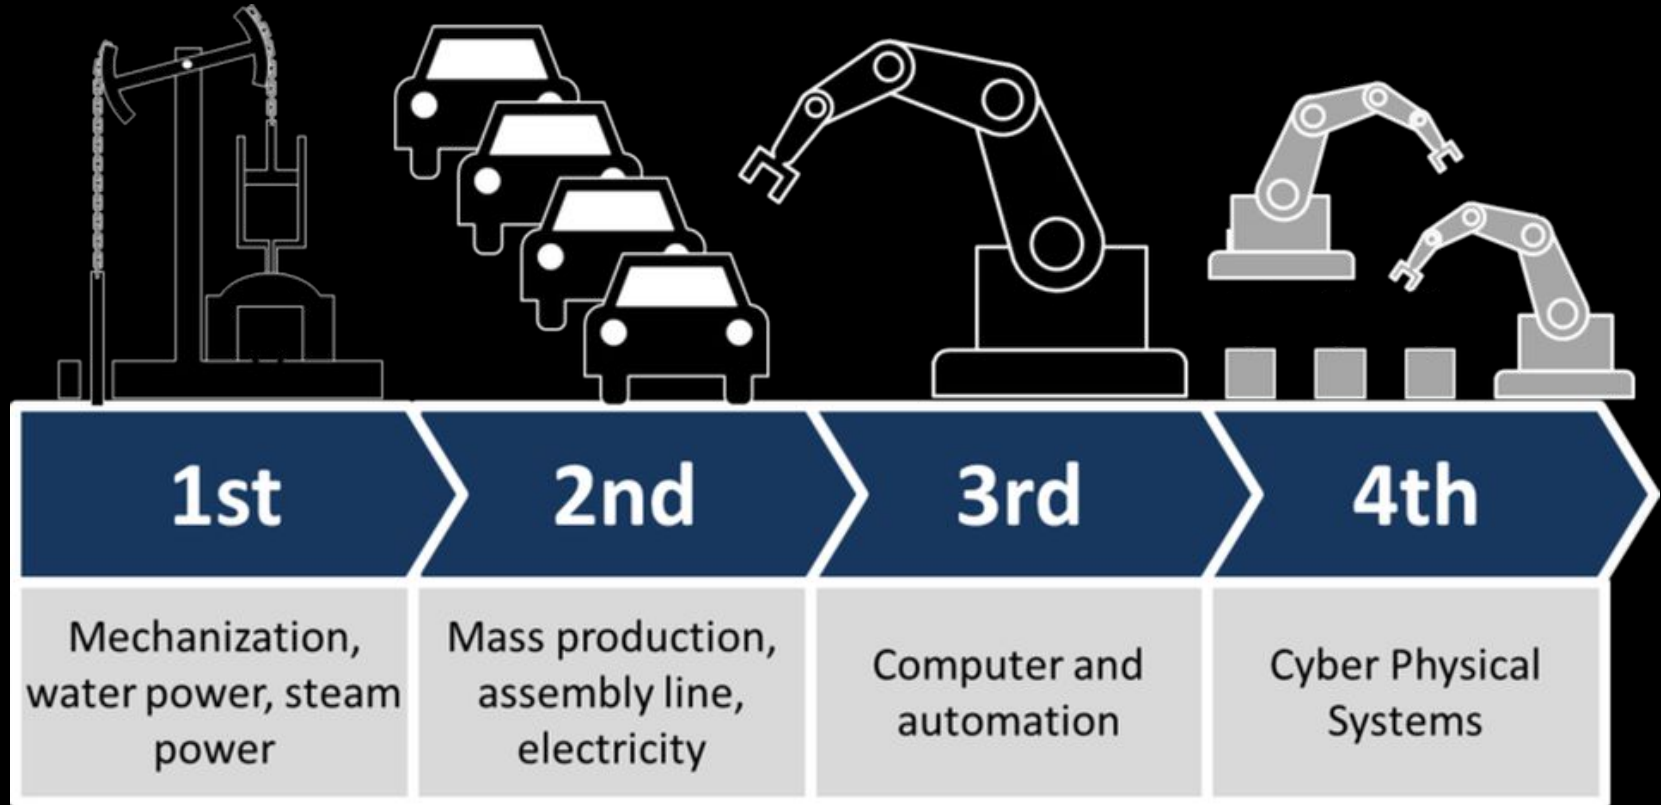 1st
2nd
3rd
4th
Mechanization,
water power, steam
power
Mass production,
assembly line,
electricity
Computer and
automation
Cyber Physical
Systems